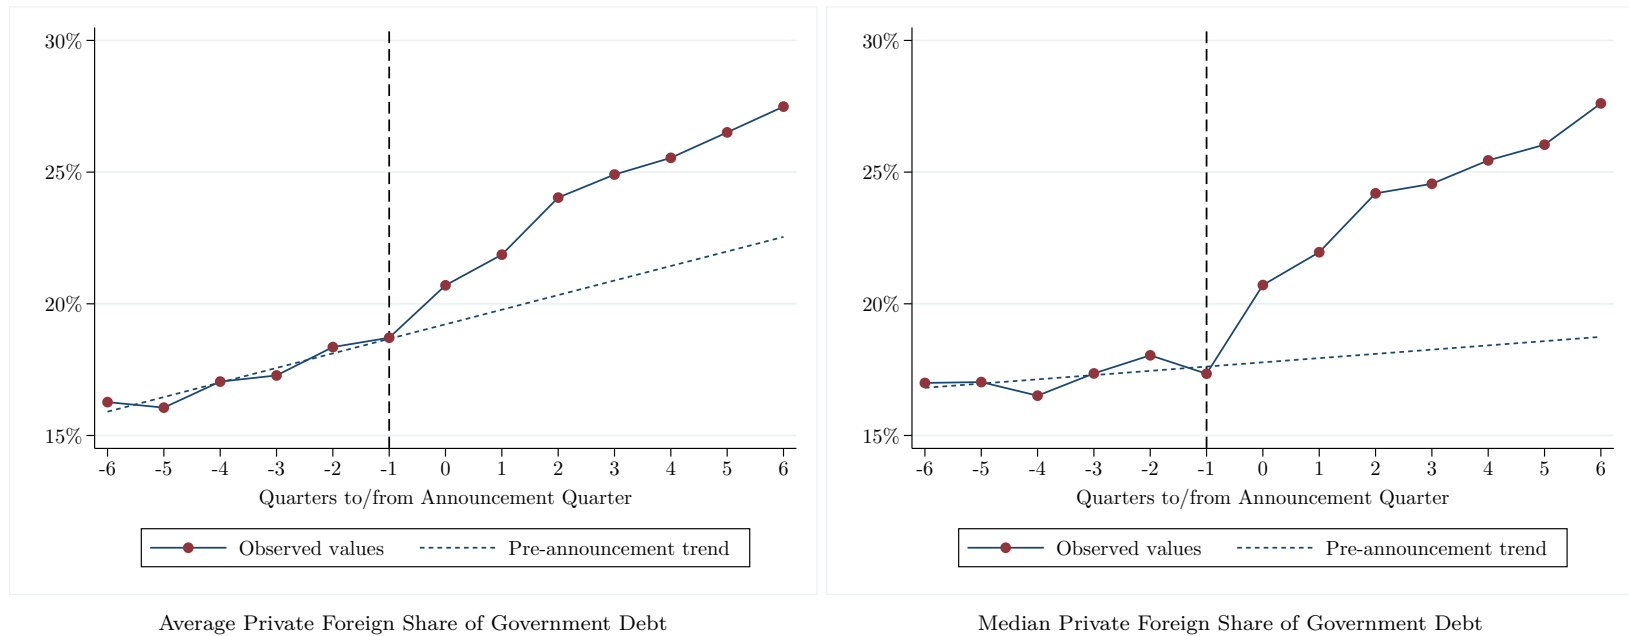 30%
25%
20%
15%
-6 -5 -4 -3 -2 -1 0 1 2 3 4 5 6
Quarters to/from Announcement Quarter
Observed values Pre-announcement trend
Average Private Foreign Share of Government Debt
30%
25%
20%
15%
-6 -5 -4 -3 -2 -1 0 1 2 3 4 5 6
Quarters to/from Announcement Quarter
Observed values Pre-announcement trend
Median Private Foreign Share of Government Debt